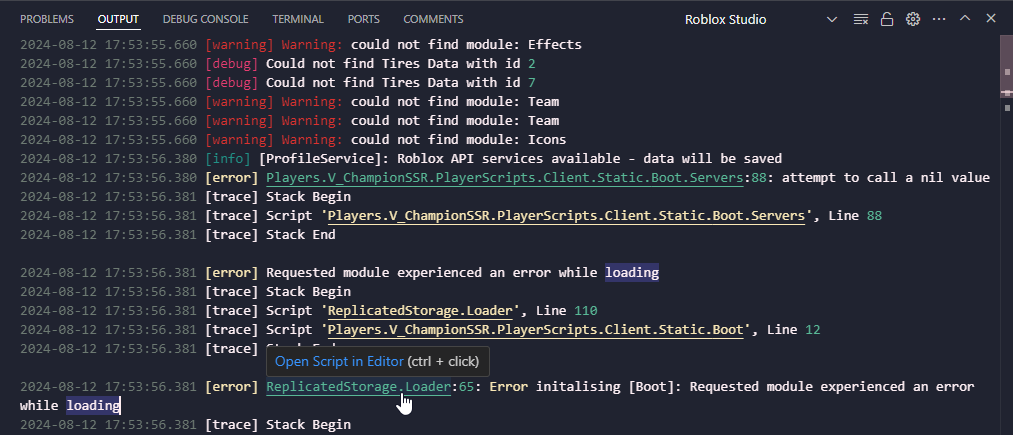 PROBLEMS OUTPUT DEBUG CONSOLE TERMINAL PORTS COMMENTS Roblox Studio
2024-08-12 17:53:55.660 [warning] Warning: could not find module: Effects
2024-08-12 17:53:55.660 [debug] Could not find Tires Data with id 2
2024-08-12 17:53:55.660 [debug] Could not find Tires Data with id 7
2024-08-12 17:53:55.660 [warning] Warning: could not find module: Team
2024-08-12 17:53:55.660 [warning] Warning: could not find module: Team
2024-08-12 17:53:55.660 [warning] Warning: could not find module: Icons
2024-08-12 17:53:56.380 [info] [ProfileService]: Roblox API services available - data will be saved
2024-08-12 17:53:56.380 [error] Players.V_ChampionSSR.PlayerScripts.Client.Static.Boot.Servers:88: attempt to call a nil value
2024-08-12 17:53:56.381 [trace] Stack Begin
2024-08-12 17:53:56.381 [trace] Script 'Players.V_ChampionSSR.PlayerScripts.Client.Static.Boot.Servers', Line 88
2024-08-12 17:53:56.381 [trace] Stack End
2024-08-12 17:53:56.381 [error] Requested module experienced an error while loading
2024-08-12 17:53:56.381 [trace] Stack Begin
2024-08-12 17:53:56.381 [trace] Script 'ReplicatedStorage.Loader', Line 110
2024-08-12 17:53:56.381 [trace] Script 'Players.V_ChampionSSR.PlayerScripts.Client.Static.Boot', Line 12
2024-08-12 17:53:56.381 [trace]
Open Script in Editor (ctrl + click)
2024-08-12 17:53:56.381 [error] ReplicatedStorage.Loader:65: Error initalising [Boot]: Requested module experienced an error
while loading
2024-08-12 17:53:56.381 [trace] Stack Begin